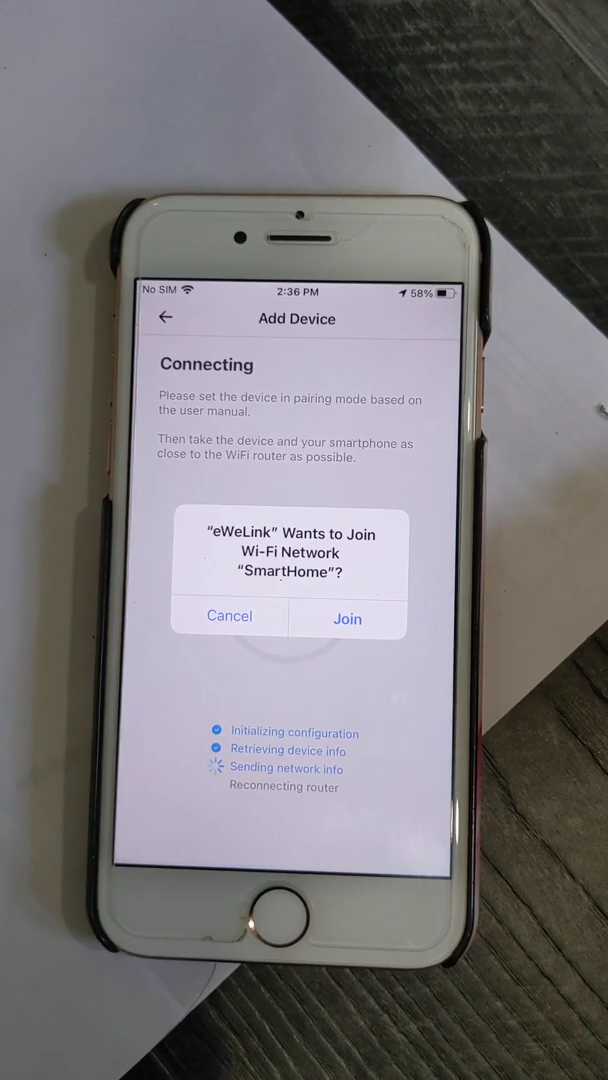 No SIM 2:36 PM 58%
Add Device
Connecting
Please set the device in pairing mode based on
the user manual.
Then take the device and your smartphone as
close to the WiFi router as possible.
“eWeLink” Wants to Join
Wi-Fi Network
“SmartHome”?
Cancel Join
Initializing configuration
Retrieving device info
Sending network info
Reconnecting router